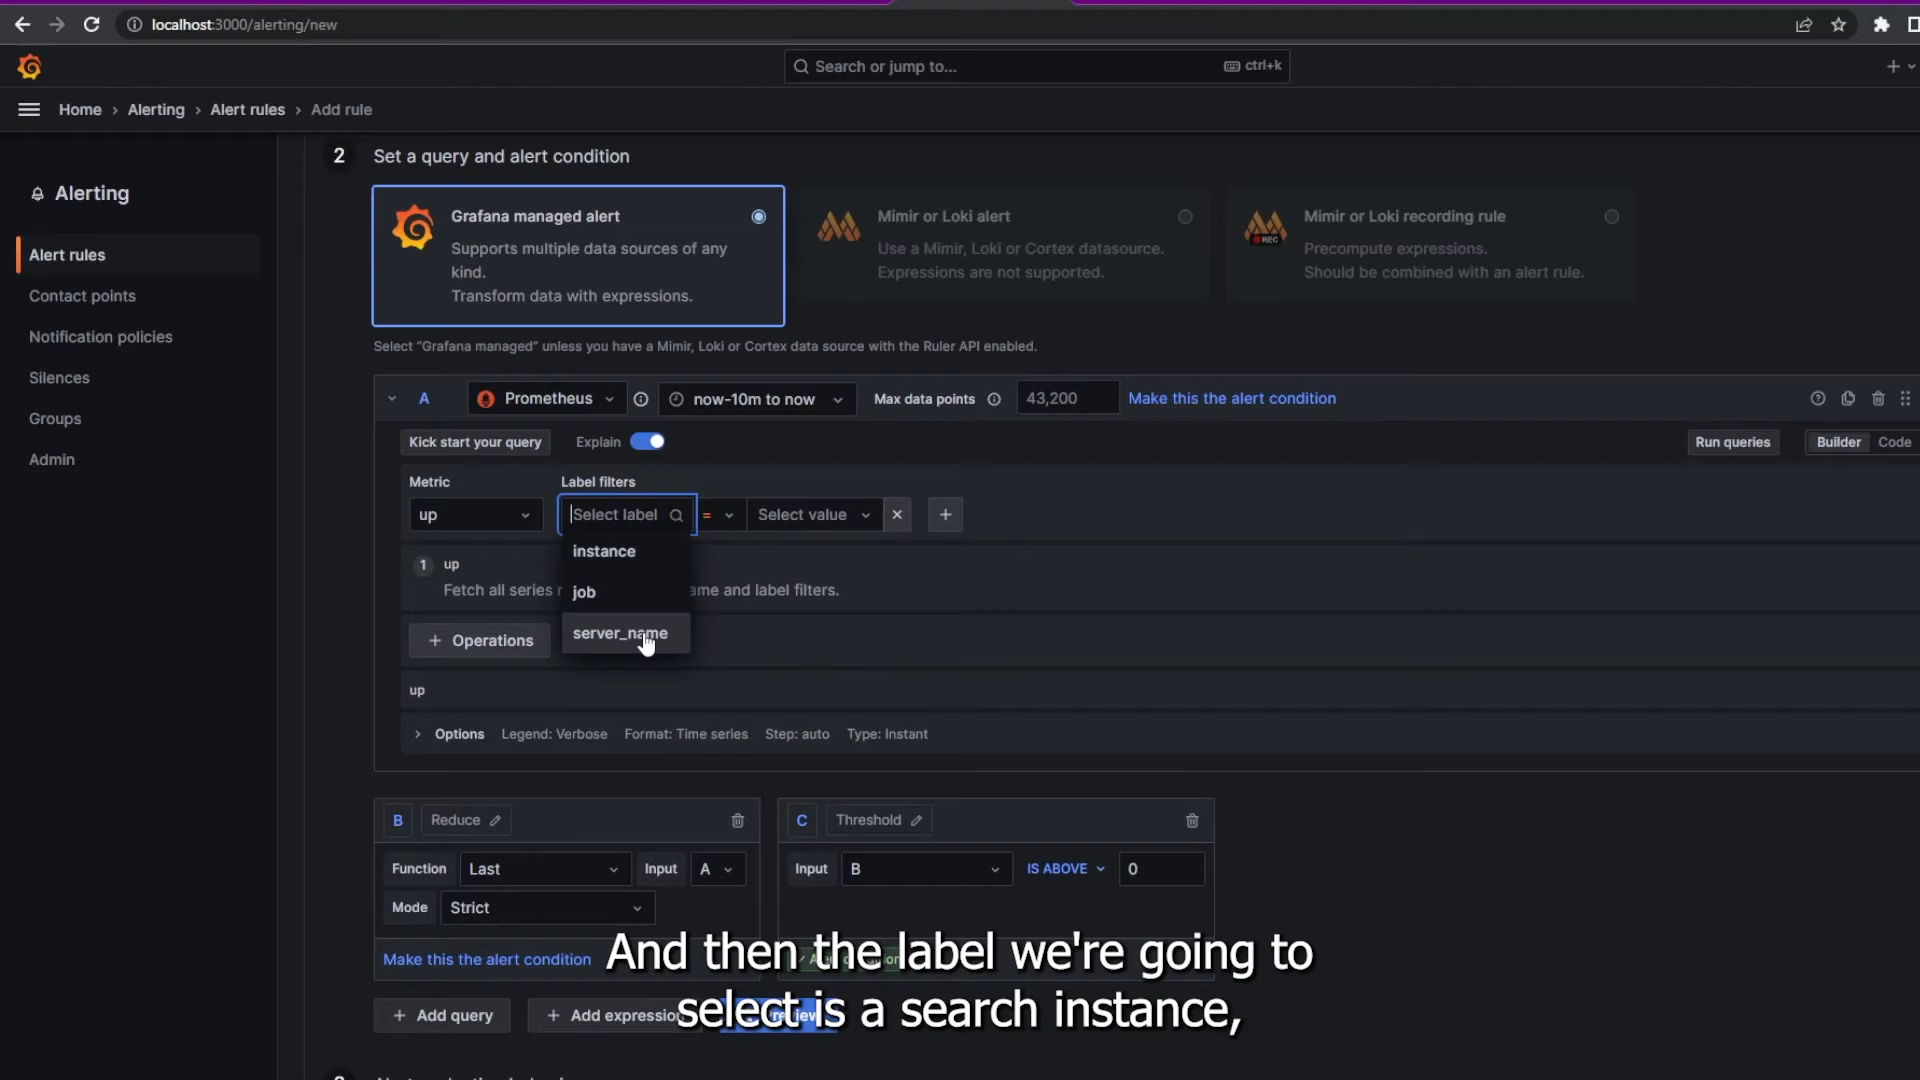 localhost:3000/alerting/new
Search or jump to...
ctrl+k
Home › Alerting › Alert rules › Add rule
2 Set a query and alert condition
Alerting
Alert rules
Contact points
Notification policies
Silences
Groups
Admin
Grafana managed alert
Supports multiple data sources of any
kind.
Transform data with expressions.
Mimir or Loki alert
Use a Mimir, Loki or Cortex datasource.
Expressions are not supported.
REC
Mimir or Loki recording rule
Precompute expressions.
Should be combined with an alert rule.
Select "Grafana managed" unless you have a Mimir, Loki or Cortex data source with the Ruler API enabled.
A Prometheus now-10m to now Max data points 43,200 Make this the alert condition
Kick start your query Explain Run queries Builder Code
Metric Label filters
up Select label = Select value
instance
job
server_name
1 up
Fetch all series me and label filters.
+ Operations
up
Options Legend: Verbose Format: Time series Step: auto Type: Instant
B Reduce
Function Last Input A
Mode Strict
Make this the alert condition
C Threshold
Input B IS ABOVE 0
+ Add query
+ Add expression
And then the label we're going to
select is a search instance,